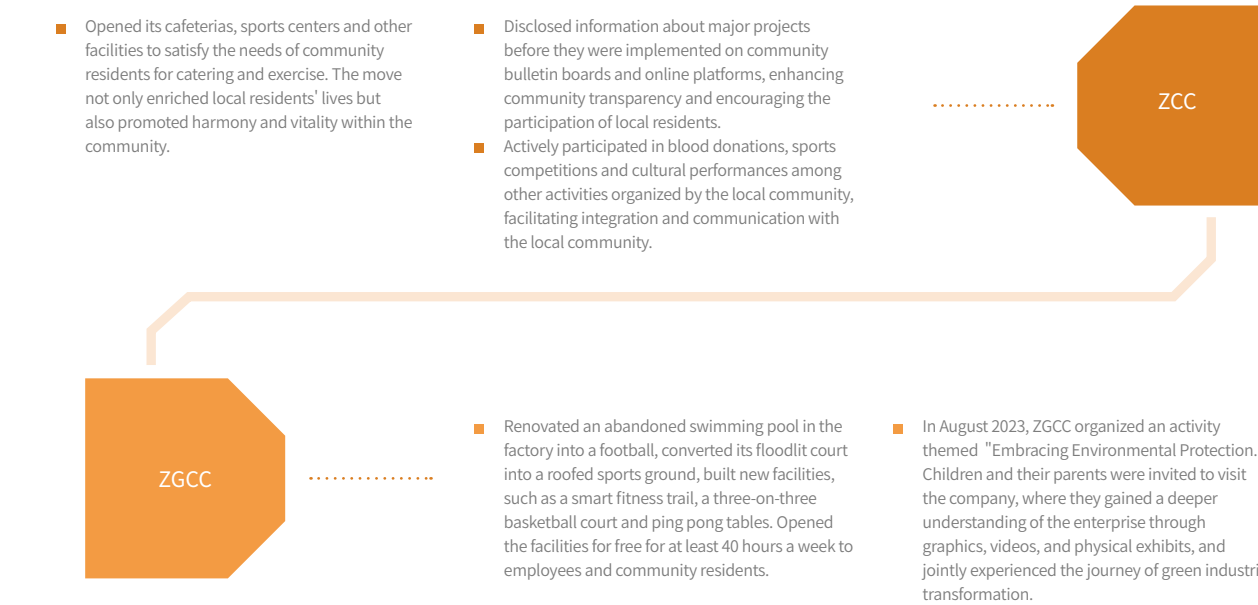 Opened its cafeterias, sports centers and other
facilities to satisfy the needs of community
residents for catering and exercise. The move
not only enriched local residents' lives but
also promoted harmony and vitality within the
community.
Disclosed information about major projects
before they were implemented on community
bulletin boards and online platforms, enhancing
community transparency and encouraging the
participation of local residents.
Actively participated in blood donations, sports
competitions and cultural performances among
other activities organized by the local community,
facilitating integration and communication with
the local community.
ZCC
ZGCC
Renovated an abandoned swimming pool in the
factory into a football, converted its floodlit court
into a roofed sports ground, built new facilities,
such as a smart fitness trail, a three-on-three
basketball court and ping pong tables. Opened
the facilities for free for at least 40 hours a week to
employees and community residents.
In August 2023, ZGCC organized an activity
themed "Embracing Environmental Protection.
Children and their parents were invited to visit
the company, where they gained a deeper
understanding of the enterprise through
graphics, videos, and physical exhibits, and
jointly experienced the journey of green
transformation.